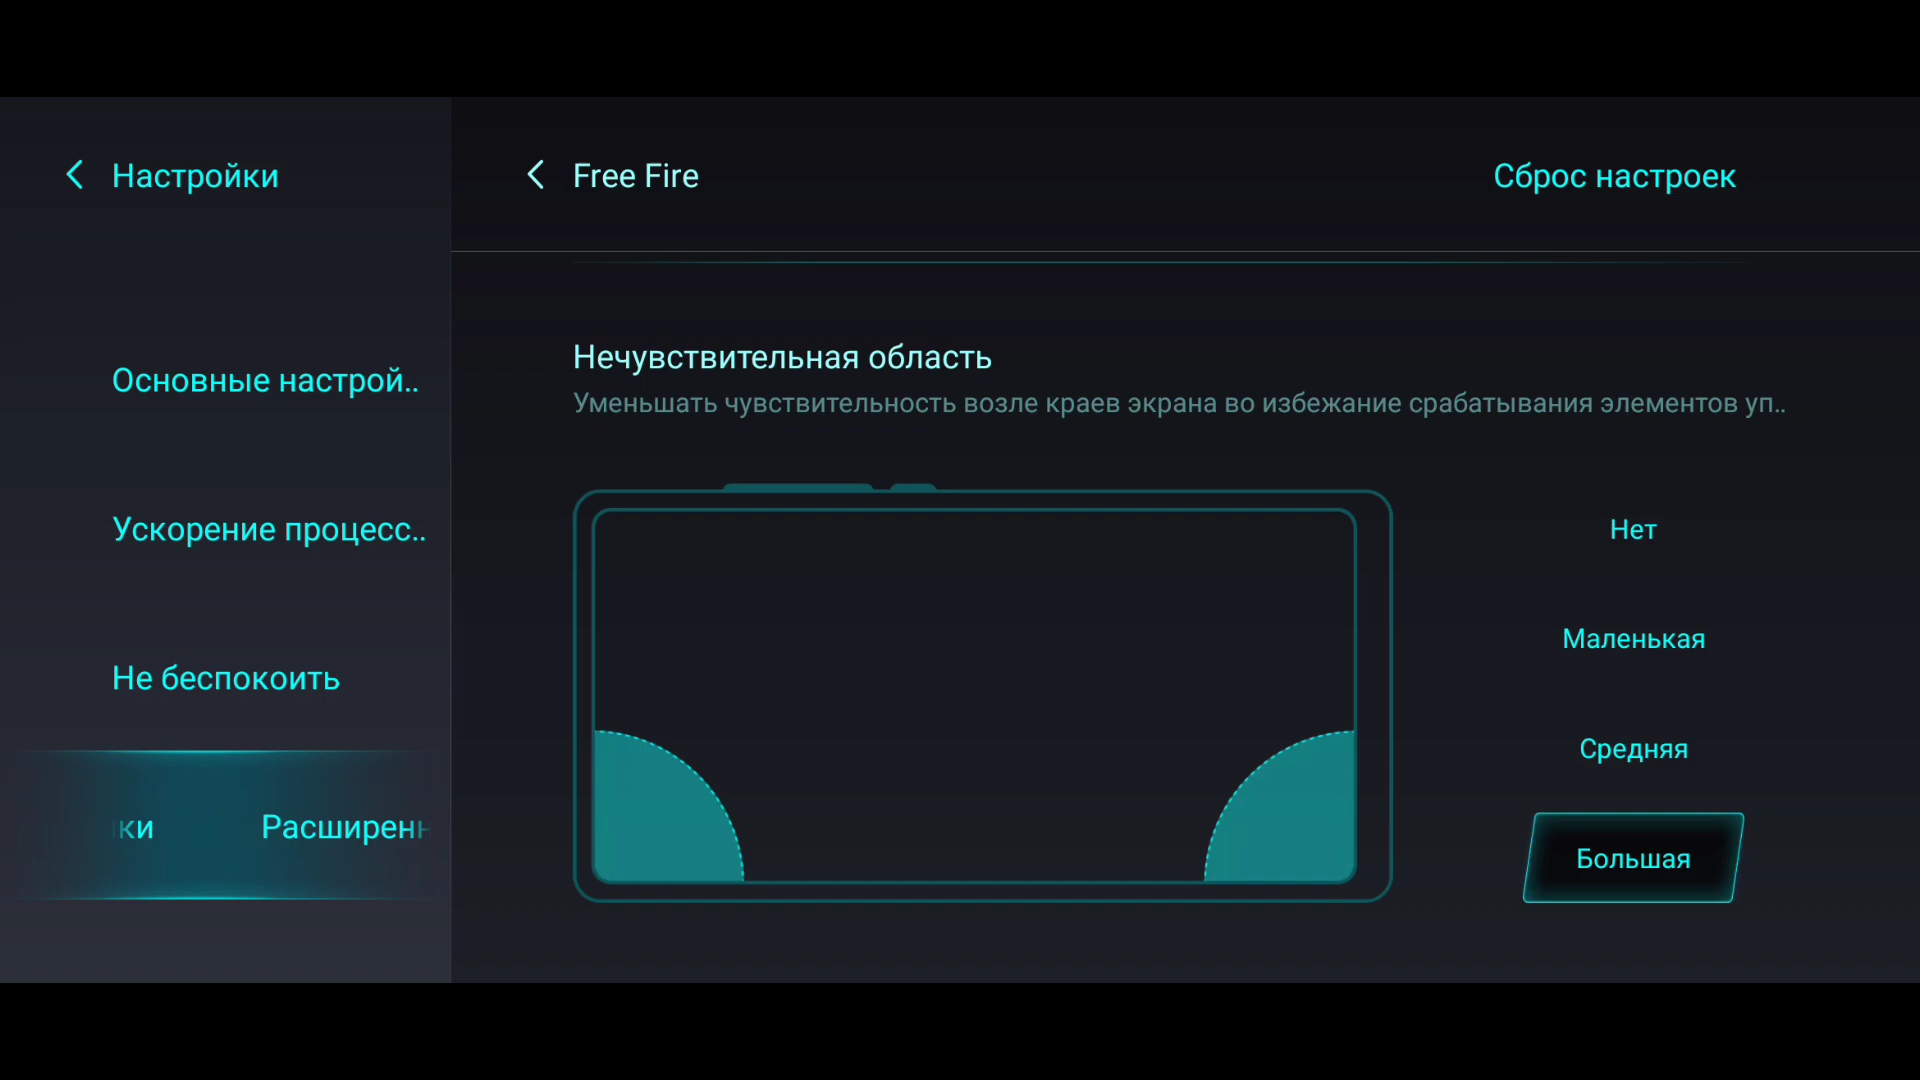 Настройки
Основные настрой..
Ускорение процесс..
Не беспокоить
ки Расширенн
Free Fire
Сброс настроек
Нечувствительная область
Уменьшать чувствительность возле краев экрана во избежание срабатывания элементов уп..
Нет
Маленькая
Средняя
Большая